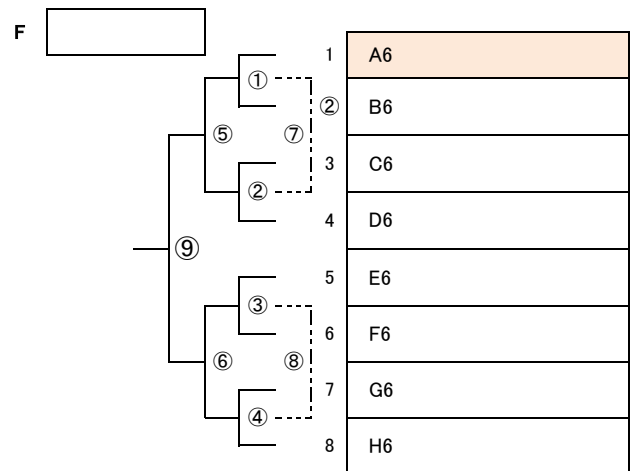 F
1 A6
① 
② B6
⑤ ⑦
3 C6
②
4 D6
⑨
5 E6
③
6 F6
⑥ ⑧
7 G6
④
8 H6